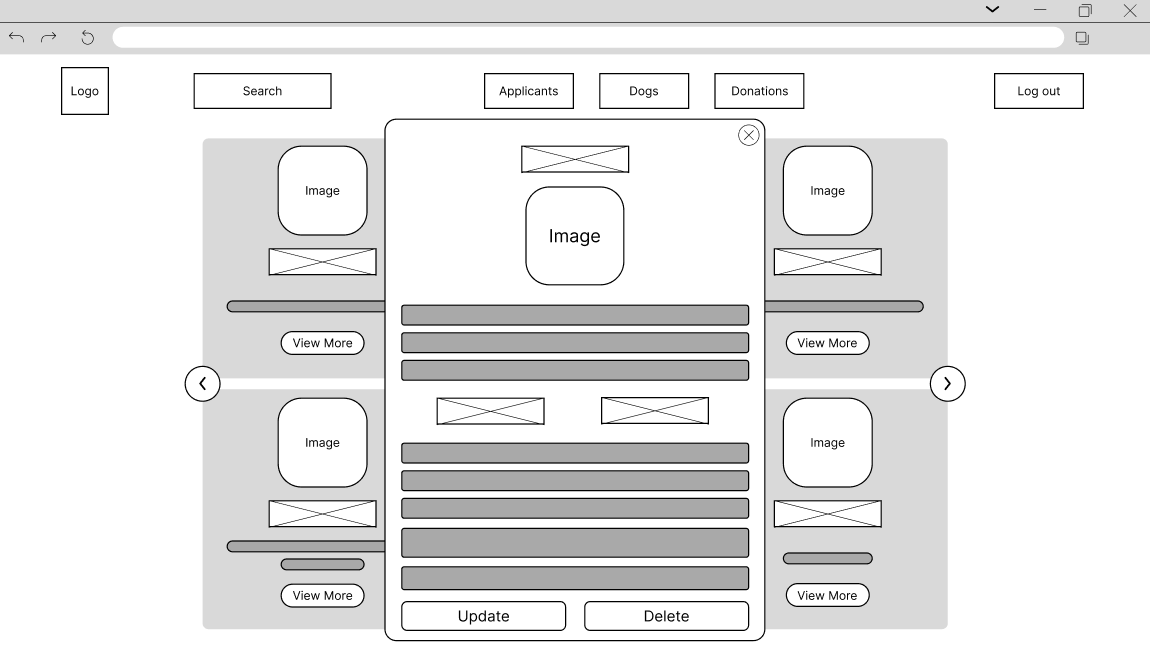 Logo
Search
Applicants
Dogs
Donations
Log out
Image
Image
Image
View More
View More
Image
Image
View More
View More
Update
Delete